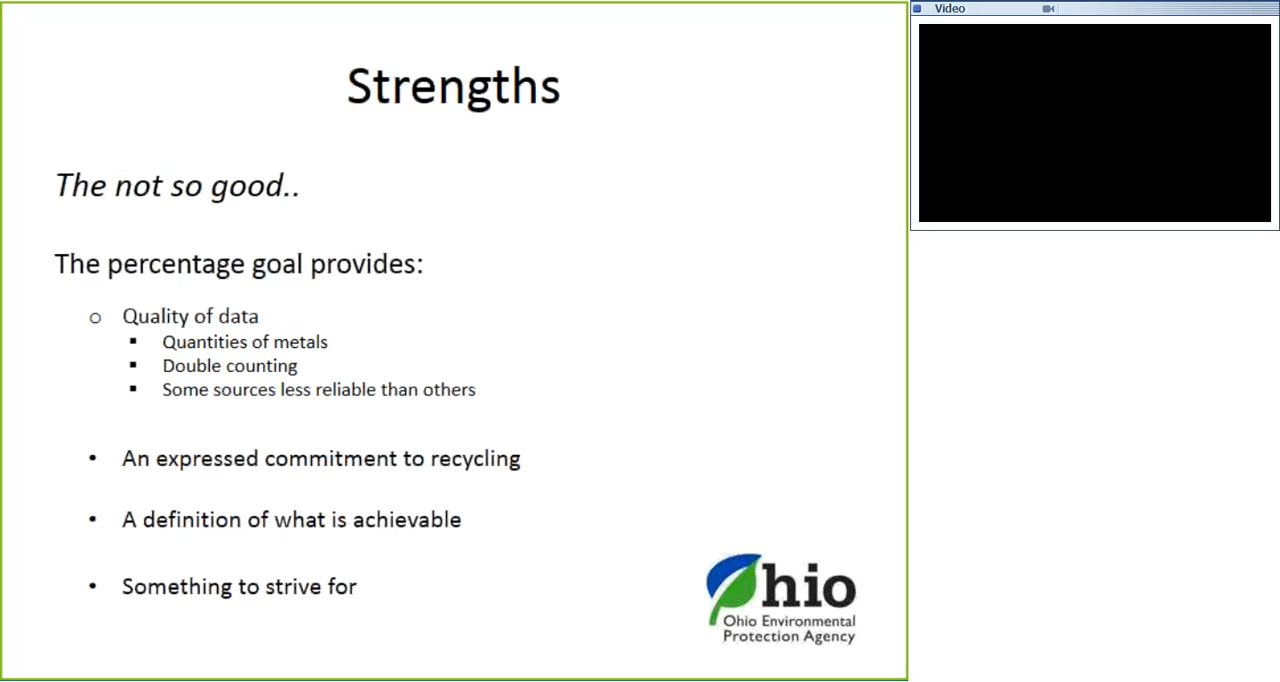 Video
Strengths
The not so good..
The percentage goal provides:
o Quality of data
▪ Quantities of metals
▪ Double counting
▪ Some sources less reliable than others
• An expressed commitment to recycling
• A definition of what is achievable
• Something to strive for
Ohio
Ohio Environmental
Protection Agency